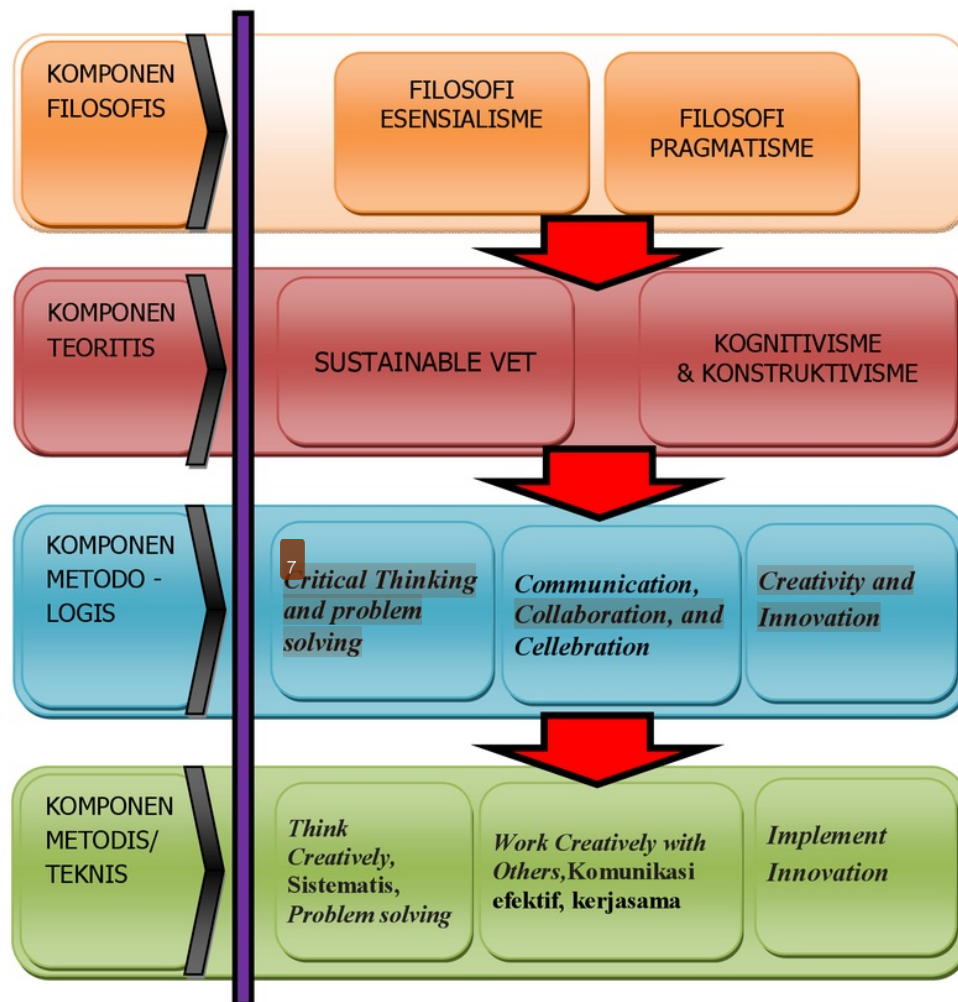 KOMPONEN
FILOSOFIS
FILOSOFI
ESENSIALISME
FILOSOFI
PRAGMATISME
KOMPONEN
TEORITIS
SUSTAINABLE VET
KOGNITIVISME
& KONSTRUKTIVISME
KOMPONEN
METODO -
LOGIS
7
Critical Thinking
and problem
solving
Communication,
Collaboration, and
Cellebration
Creativity and
Innovation
KOMPONEN
METODIS/
TEKNIS
Think
Creatively,
Sistematis,
Problem solving
Work Creatively with
Others,Komunikasi
efektif, kerjasama
Implement
Innovation